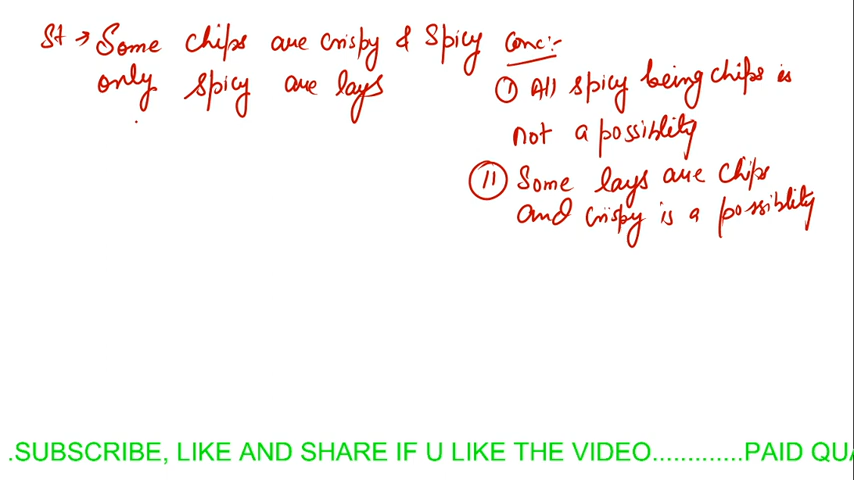 St → Some chips are crispy & Spicy
only spicy are lays
Conc:-
I All spicy being chips is
not a possiblity
II Some lays are chips
and crispy is a possiblity
.SUBSCRIBE, LIKE AND SHARE IF U LIKE THE VIDEO.............PAID QUA